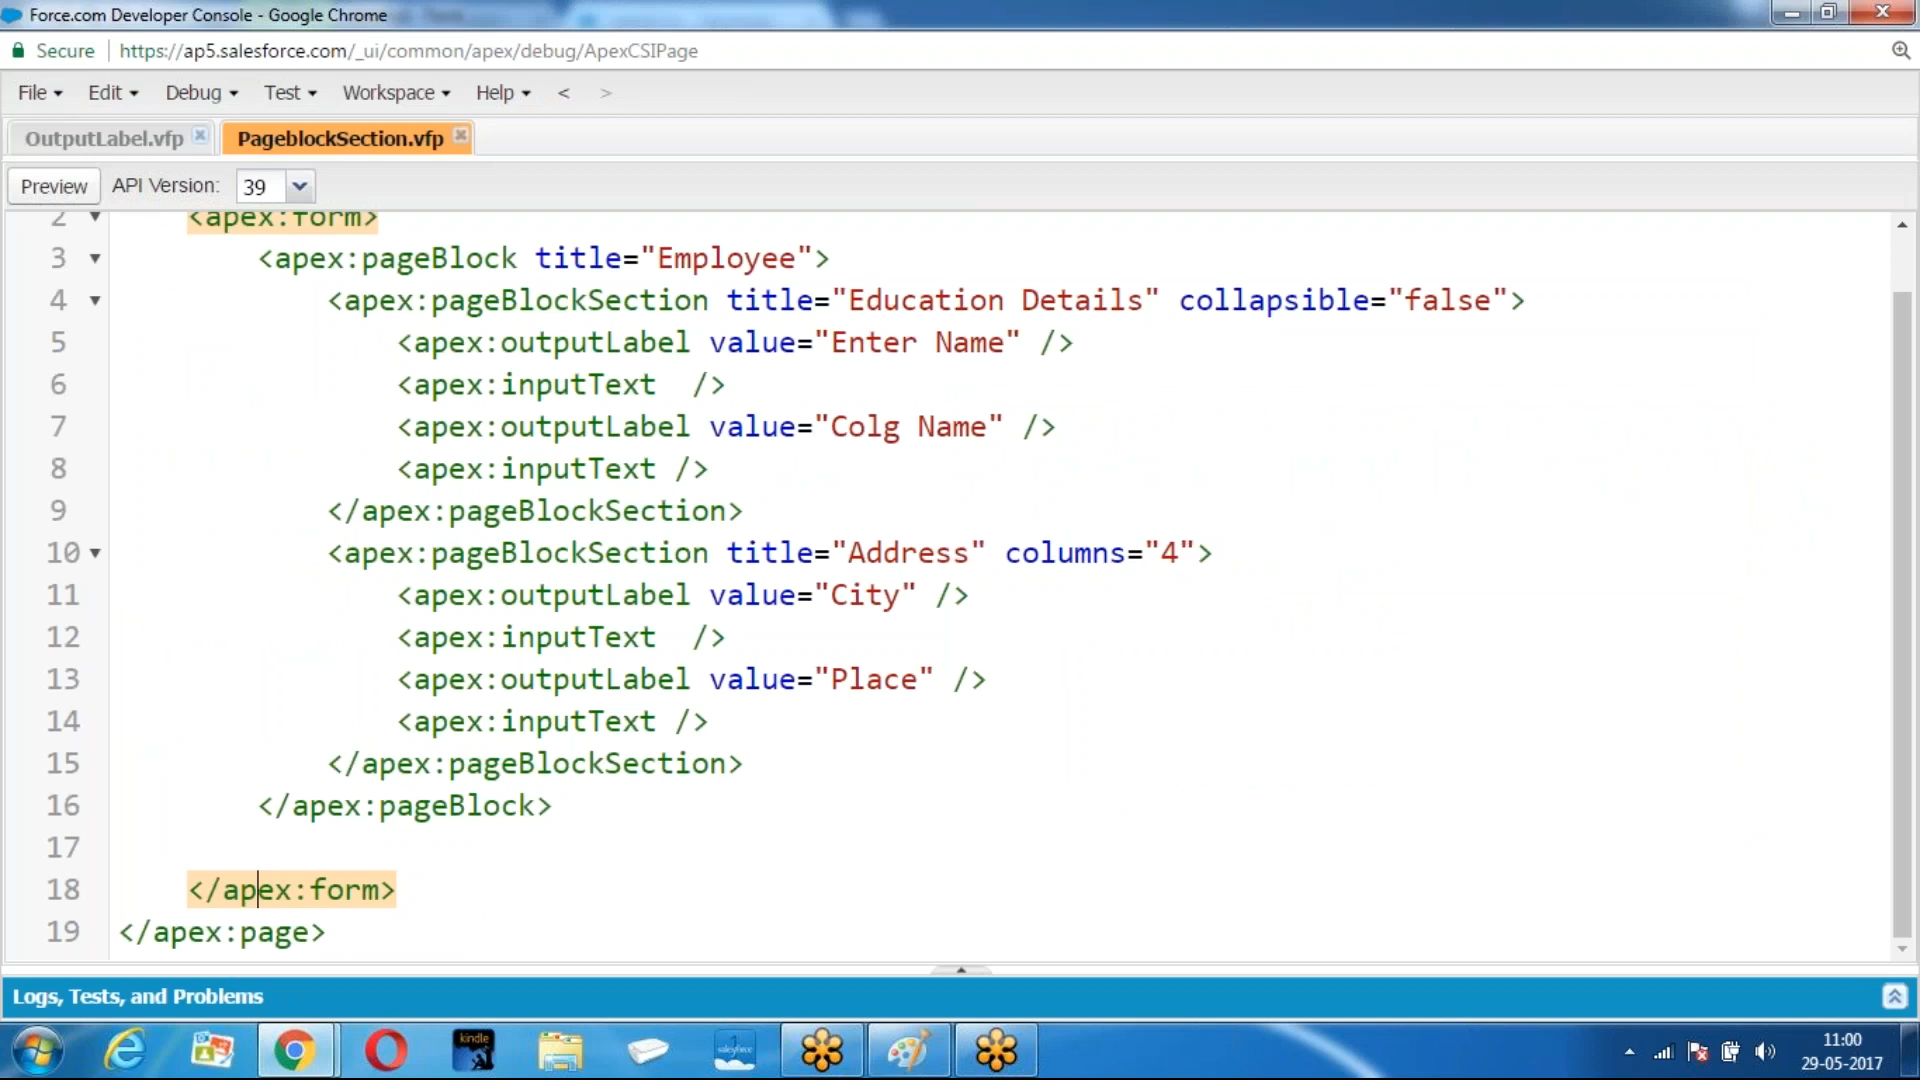 Force.com Developer Console - Google Chrome
Secure https://ap5.salesforce.com/_ui/common/apex/debug/ApexCSIPage
File Edit Debug Test Workspace Help < >
OutputLabel.vfp PageblockSection.vfp
Preview API Version: 39
2 <apex:form>
3 <apex:pageBlock title="Employee">
4 <apex:pageBlockSection title="Education Details" collapsible="false">
5 <apex:outputLabel value="Enter Name" />
6 <apex:inputText  />
7 <apex:outputLabel value="Colg Name" />
8 <apex:inputText />
9 </apex:pageBlockSection>
10 <apex:pageBlockSection title="Address" columns="4">
11 <apex:outputLabel value="City" />
12 <apex:inputText  />
13 <apex:outputLabel value="Place" />
14 <apex:inputText />
15 </apex:pageBlockSection>
16 </apex:pageBlock>
17
18 </apex:form>
19 </apex:page>
Logs, Tests, and Problems
kindle
salesforce
11:00
29-05-2017